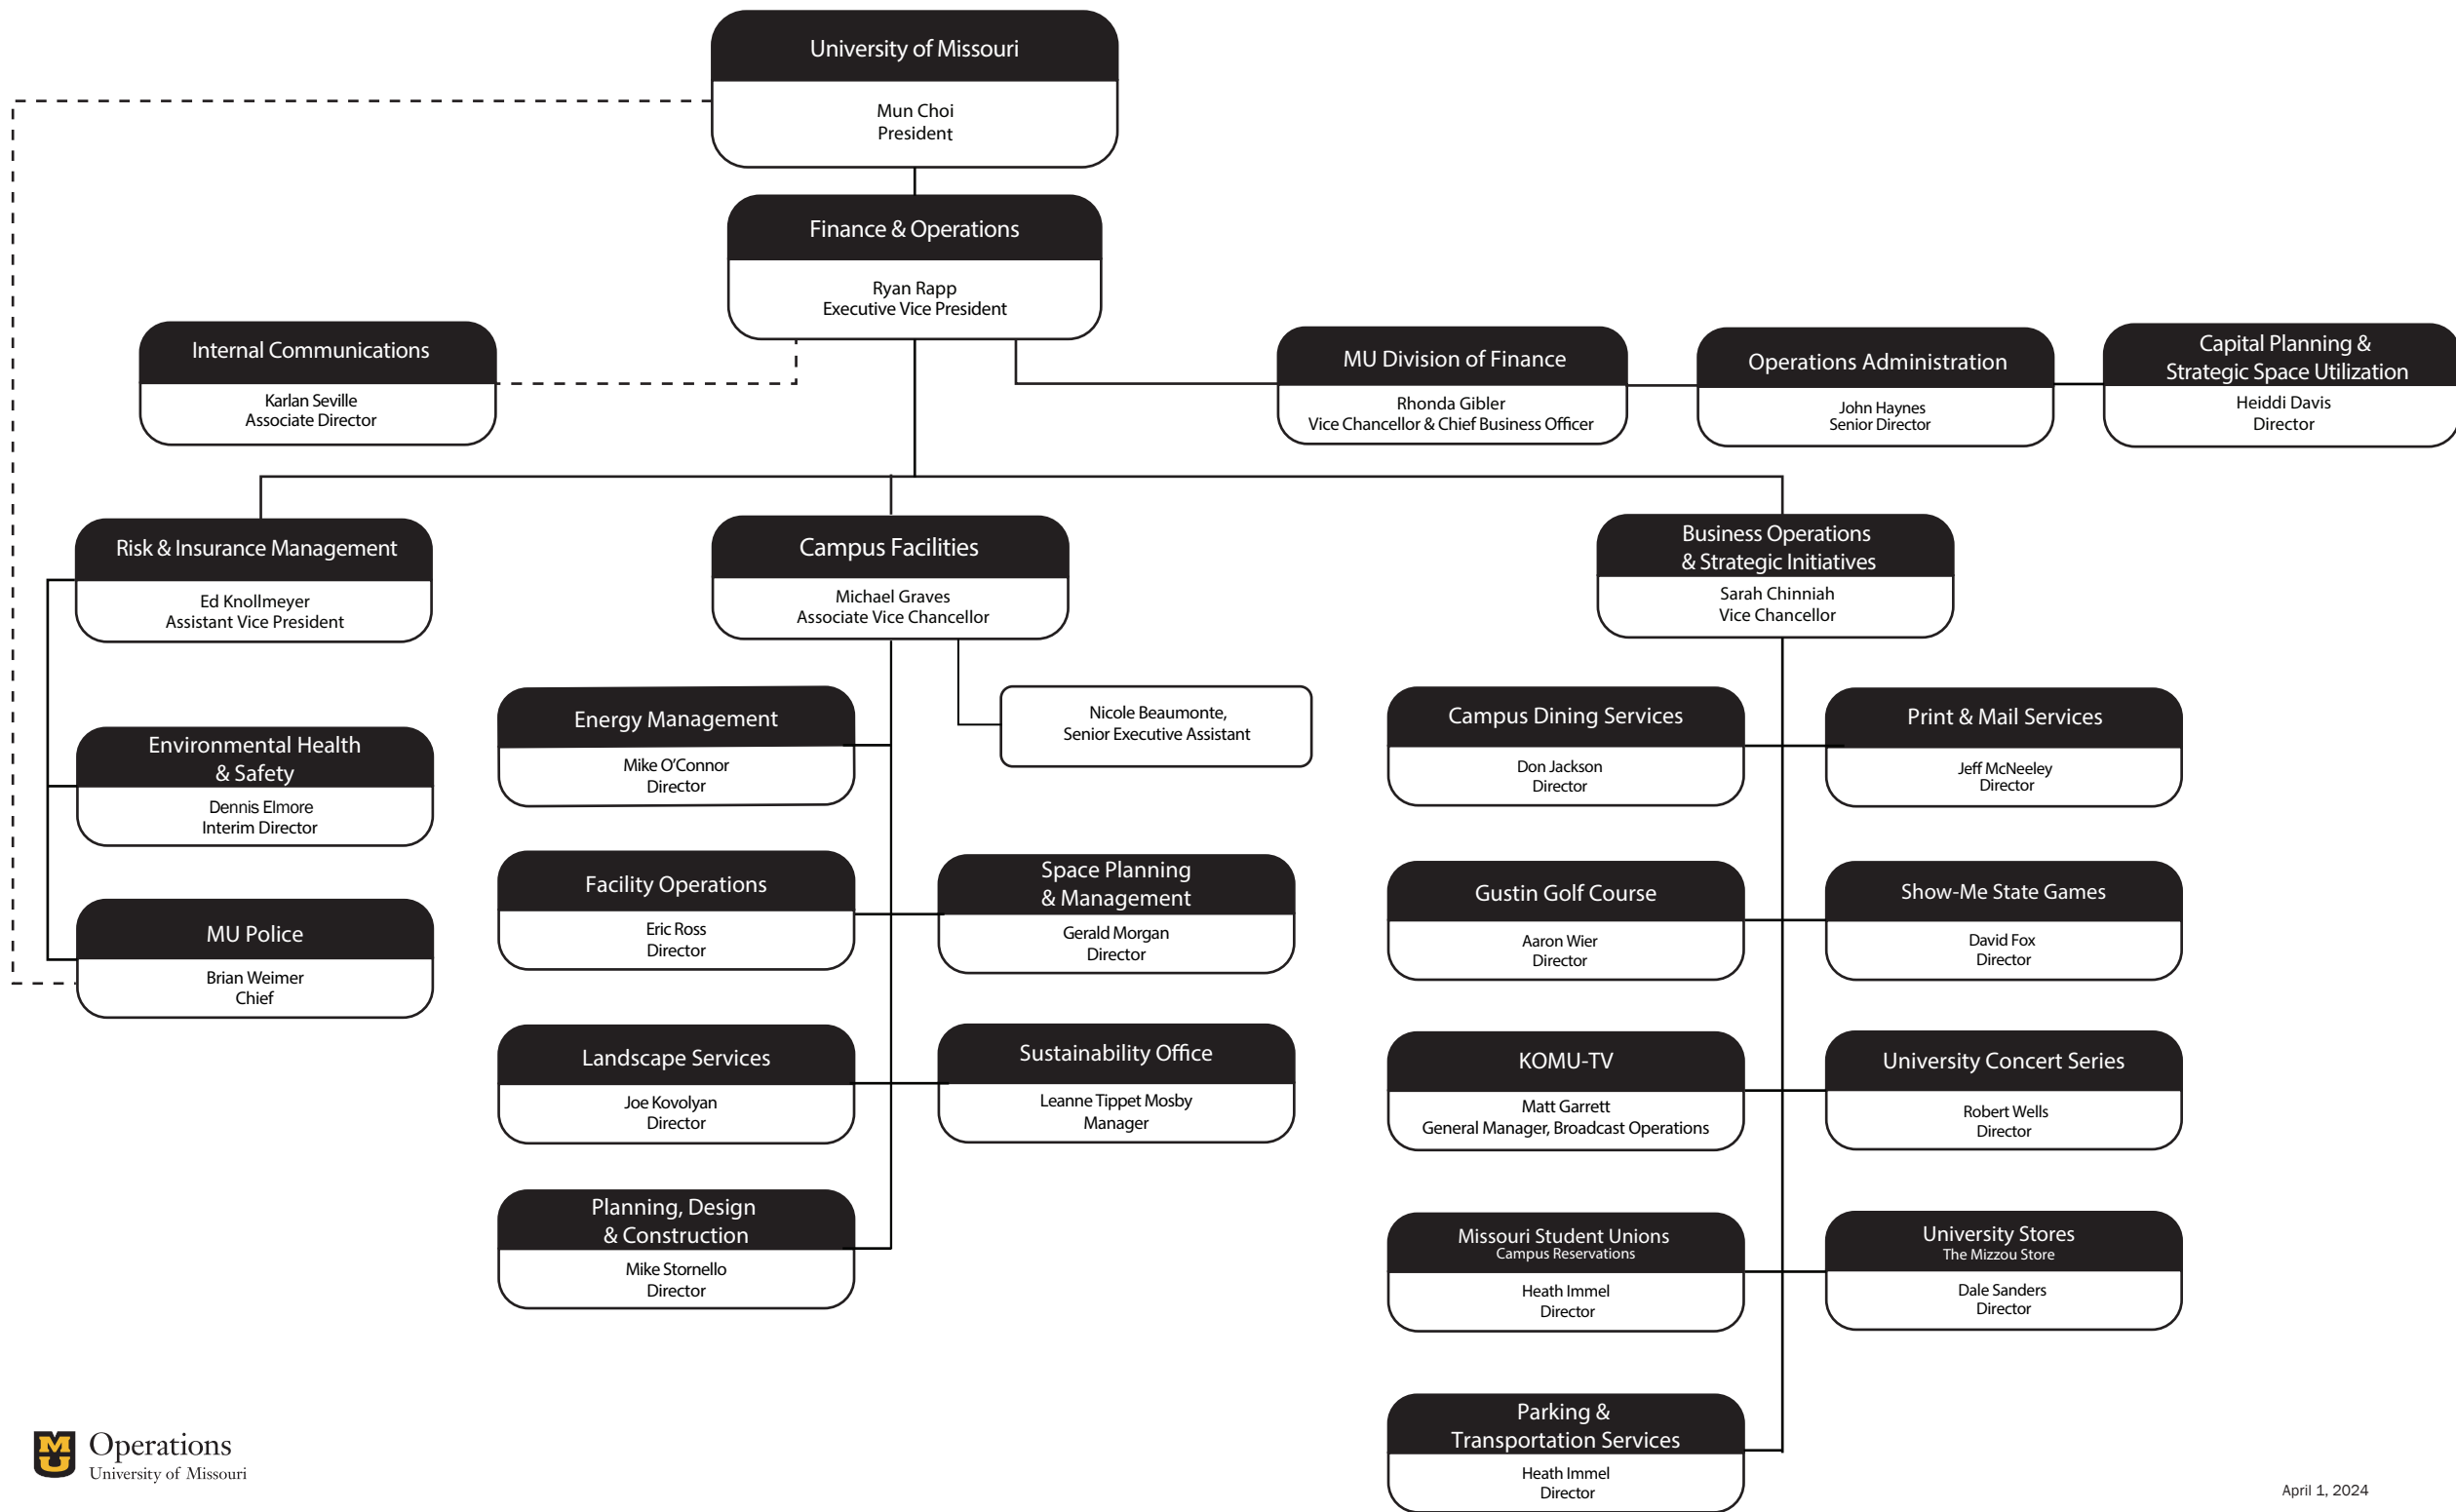 University of Missouri
Mun Choi
President
Finance & Operations
Ryan Rapp
Executive Vice President
Internal Communications
Karlan Seville
Associate Director
MU Division of Finance
Rhonda Gibler
Vice Chancellor & Chief Business Officer
Operations Administration
John Haynes
Senior Director
Capital Planning &
Strategic Space Utilization
Heiddi Davis
Director
Risk & Insurance Management
Ed Knollmeyer
Assistant Vice President
Campus Facilities
Michael Graves
Associate Vice Chancellor
Business Operations
& Strategic Initiatives
Sarah Chinniah
Vice Chancellor
Environmental Health
& Safety
Dennis Elmore
Interim Director
MU Police
Brian Weimer
Chief
Energy Management
Mike O’Connor
Director
Nicole Beaumonte,
Senior Executive Assistant
Facility Operations
Eric Ross
Director
Space Planning
& Management
Gerald Morgan
Director
Landscape Services
Joe Kovolyan
Director
Sustainability Office
Leanne Tippet Mosby
Manager
Planning, Design
& Construction
Mike Stornello
Director
Campus Dining Services
Don Jackson
Director
Print & Mail Services
Jeff McNeeley
Director
Gustin Golf Course
Aaron Wier
Director
Show-Me State Games
David Fox
Director
KOMU-TV
Matt Garrett
General Manager, Broadcast Operations
University Concert Series
Robert Wells
Director
Missouri Student Unions
Campus Reservations
Heath Immel
Director
University Stores
The Mizzou Store
Dale Sanders
Director
Parking &
Transportation Services
Heath Immel
Director
MU
Operations
University of Missouri
April 1, 2024